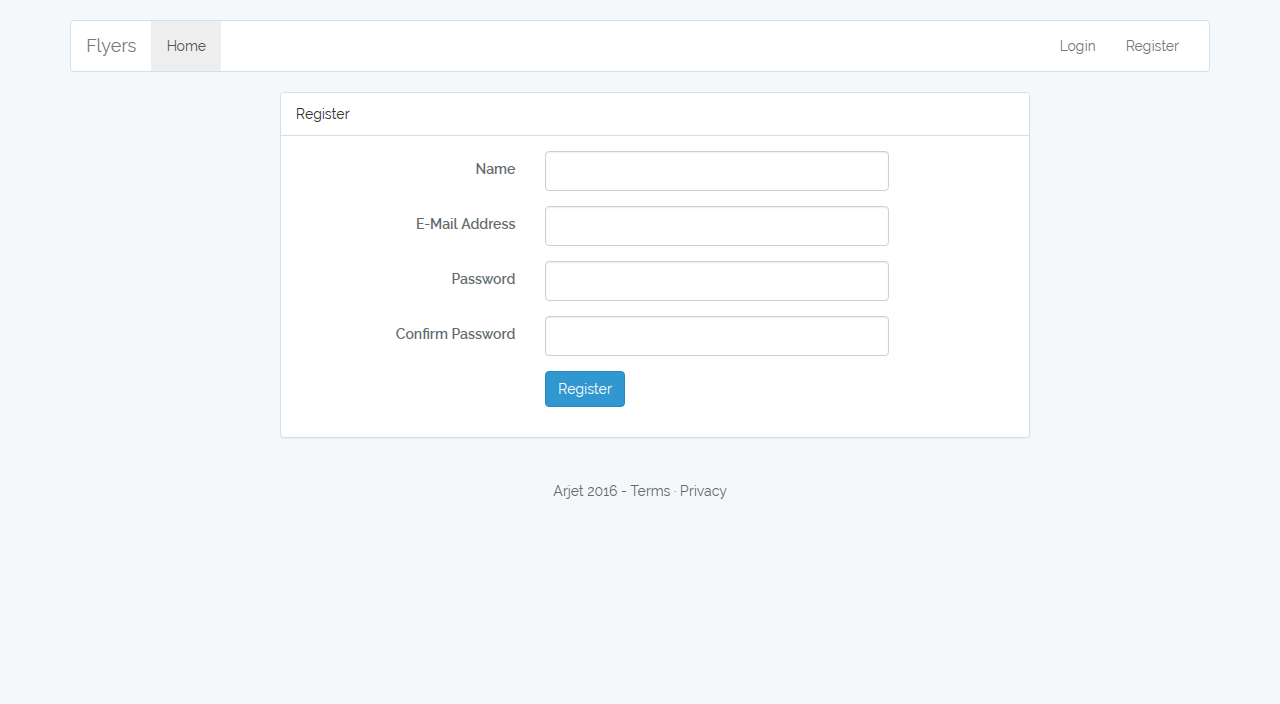 Flyers Home Login Register
Register
Name
E-Mail Address
Password
Confirm Password
Register
Arjet 2016 - Terms · Privacy